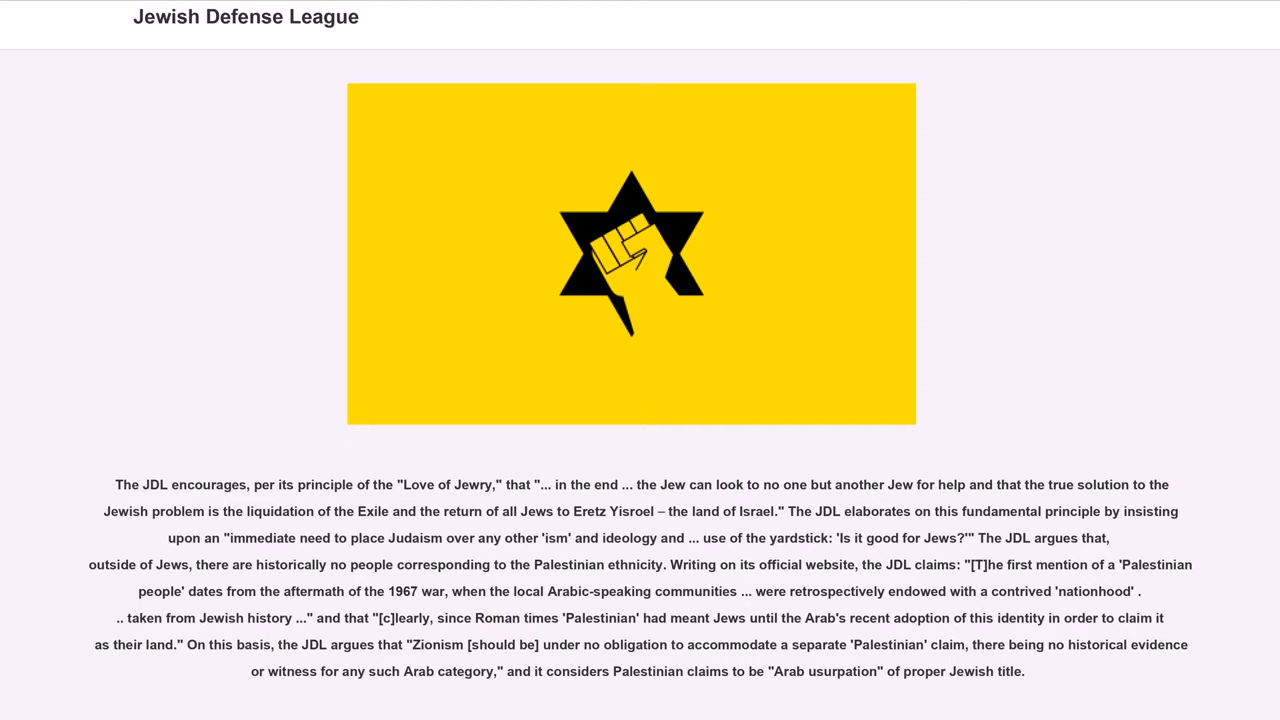 Jewish Defense League
The JDL encourages, per its principle of the "Love of Jewry," that "... in the end ... the Jew can look to no one but another Jew for help and that the true solution to the
Jewish problem is the liquidation of the Exile and the return of all Jews to Eretz Yisroel – the land of Israel." The JDL elaborates on this fundamental principle by insisting
upon an "immediate need to place Judaism over any other 'ism' and ideology and ... use of the yardstick: 'Is it good for Jews?'" The JDL argues that,
outside of Jews, there are historically no people corresponding to the Palestinian ethnicity. Writing on its official website, the JDL claims: "[T]he first mention of a 'Palestinian
people' dates from the aftermath of the 1967 war, when the local Arabic-speaking communities ... were retrospectively endowed with a contrived 'nationhood' .
.. taken from Jewish history ..." and that "[c]learly, since Roman times 'Palestinian' had meant Jews until the Arab's recent adoption of this identity in order to claim it
as their land." On this basis, the JDL argues that "Zionism [should be] under no obligation to accommodate a separate 'Palestinian' claim, there being no historical evidence
or witness for any such Arab category," and it considers Palestinian claims to be "Arab usurpation" of proper Jewish title.